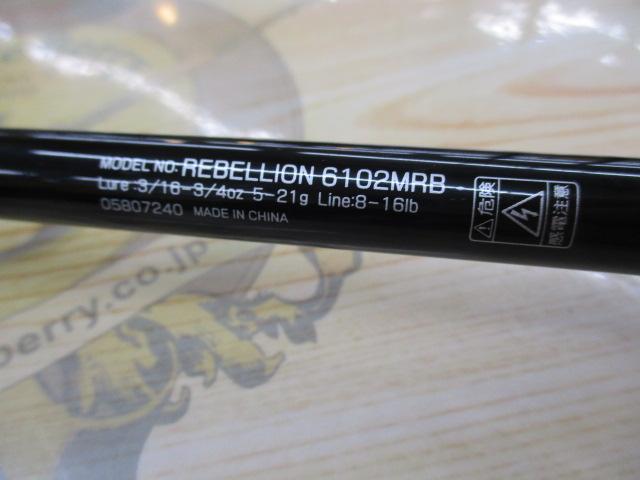 MODEL NO: REBELLION 6102MRB
Lure :3/16-3/4oz 5-21g Line:8-16lb
05807240 MADE IN CHINA
危険
感電注意
berry.co.jp